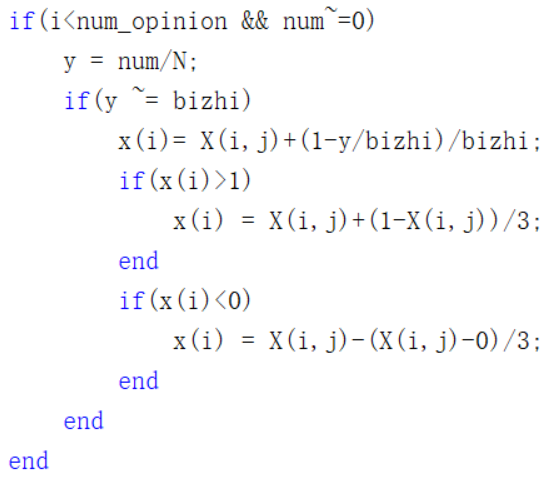 if(i<num_opinion && num~=0)
    y = num/N;
    if(y ~= bizhi)
        x(i)= X(i,j)+(1-y/bizhi)/bizhi;
        if(x(i)>1)
            x(i) = X(i,j)+(1-X(i,j))/3;
        end
        if(x(i)<0)
            x(i) = X(i,j)-(X(i,j)-0)/3;
        end
    end
end